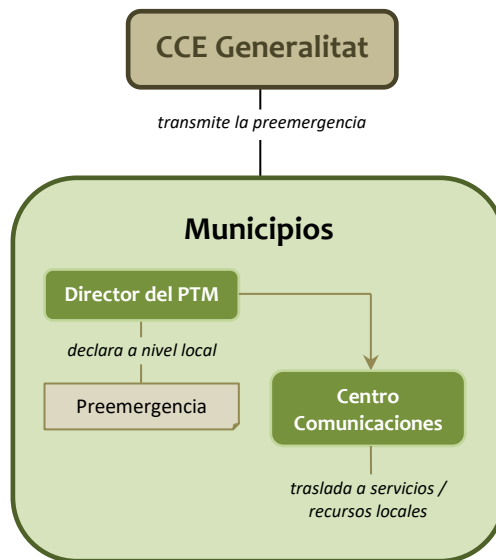 CCE Generalitat
transmite la preemergencia
Municipios
Director del PTM
declara a nivel local
Preemergencia
Centro
Comunicaciones
traslada a servicios /
recursos locales